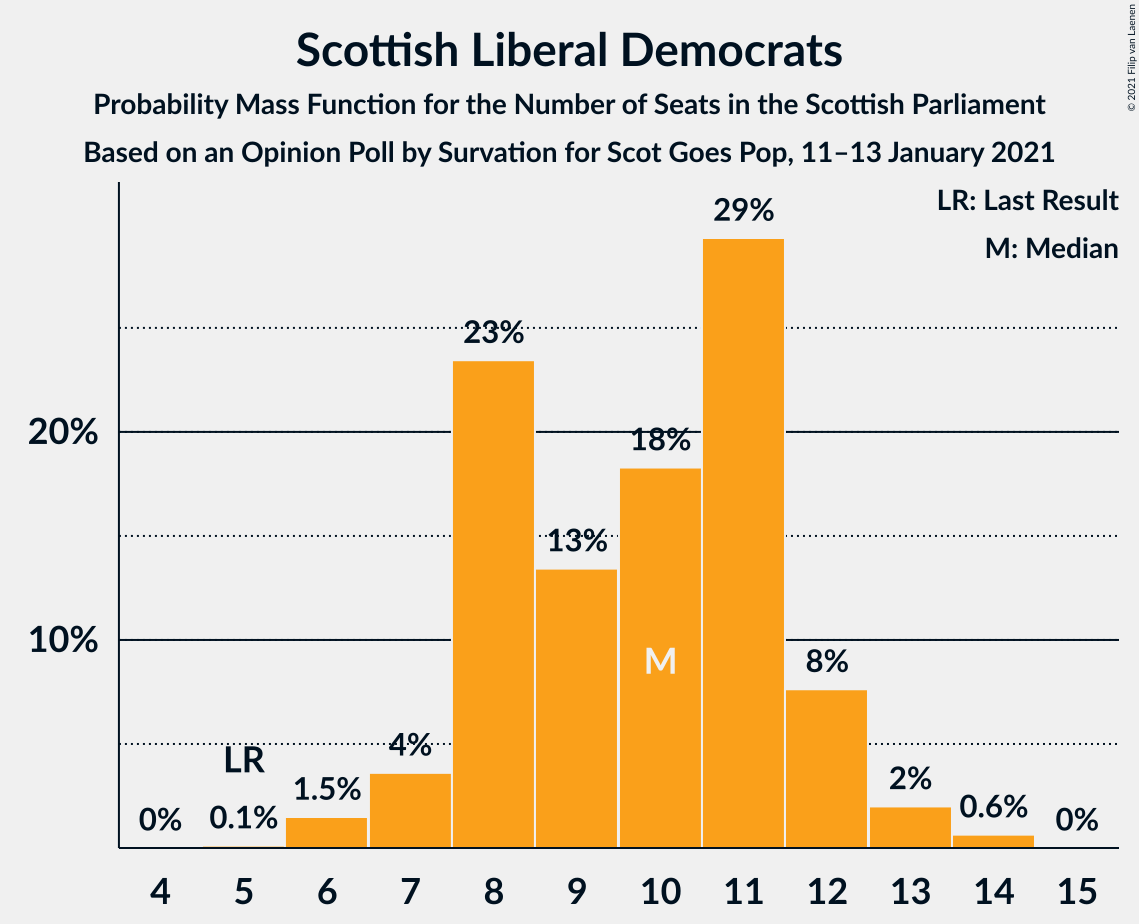 Scottish Liberal Democrats
Probability Mass Function for the Number of Seats in the Scottish Parliament
Based on an Opinion Poll by Survation for Scot Goes Pop, 11–13 January 2021
© 2021 Filip van Laenen
LR: Last Result
M: Median
29%
23%
20%
18%
13%
10%
M
8%
4%
LR
2%
1.5%
0.6%
0.1%
0%
0%
4 5 6 7 8 9 10 11 12 13 14 15